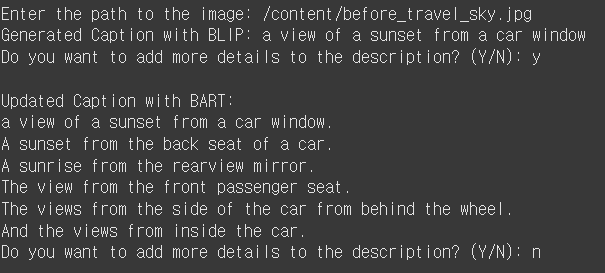 Enter the path to the image: /content/before_travel_sky.jpg
Generated Caption with BLIP: a view of a sunset from a car window
Do you want to add more details to the description? (Y/N): y
Updated Caption with BART:
a view of a sunset from a car window.
A sunset from the back seat of a car.
A sunrise from the rearview mirror.
The view from the front passenger seat.
The views from the side of the car from behind the wheel.
And the views from inside the car.
Do you want to add more details to the description? (Y/N): n